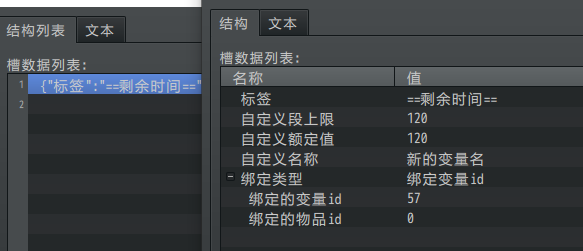 结构列表 文本
槽数据列表:
1 {"标签":"==剩余时间=="
2
结构 文本
槽数据列表:
名称 值
标签 ==剩余时间==
自定义段上限 120
自定义额定值 120
自定义名称 新的变量名
绑定类型 绑定变量id
绑定的变量id 57
绑定的物品id 0